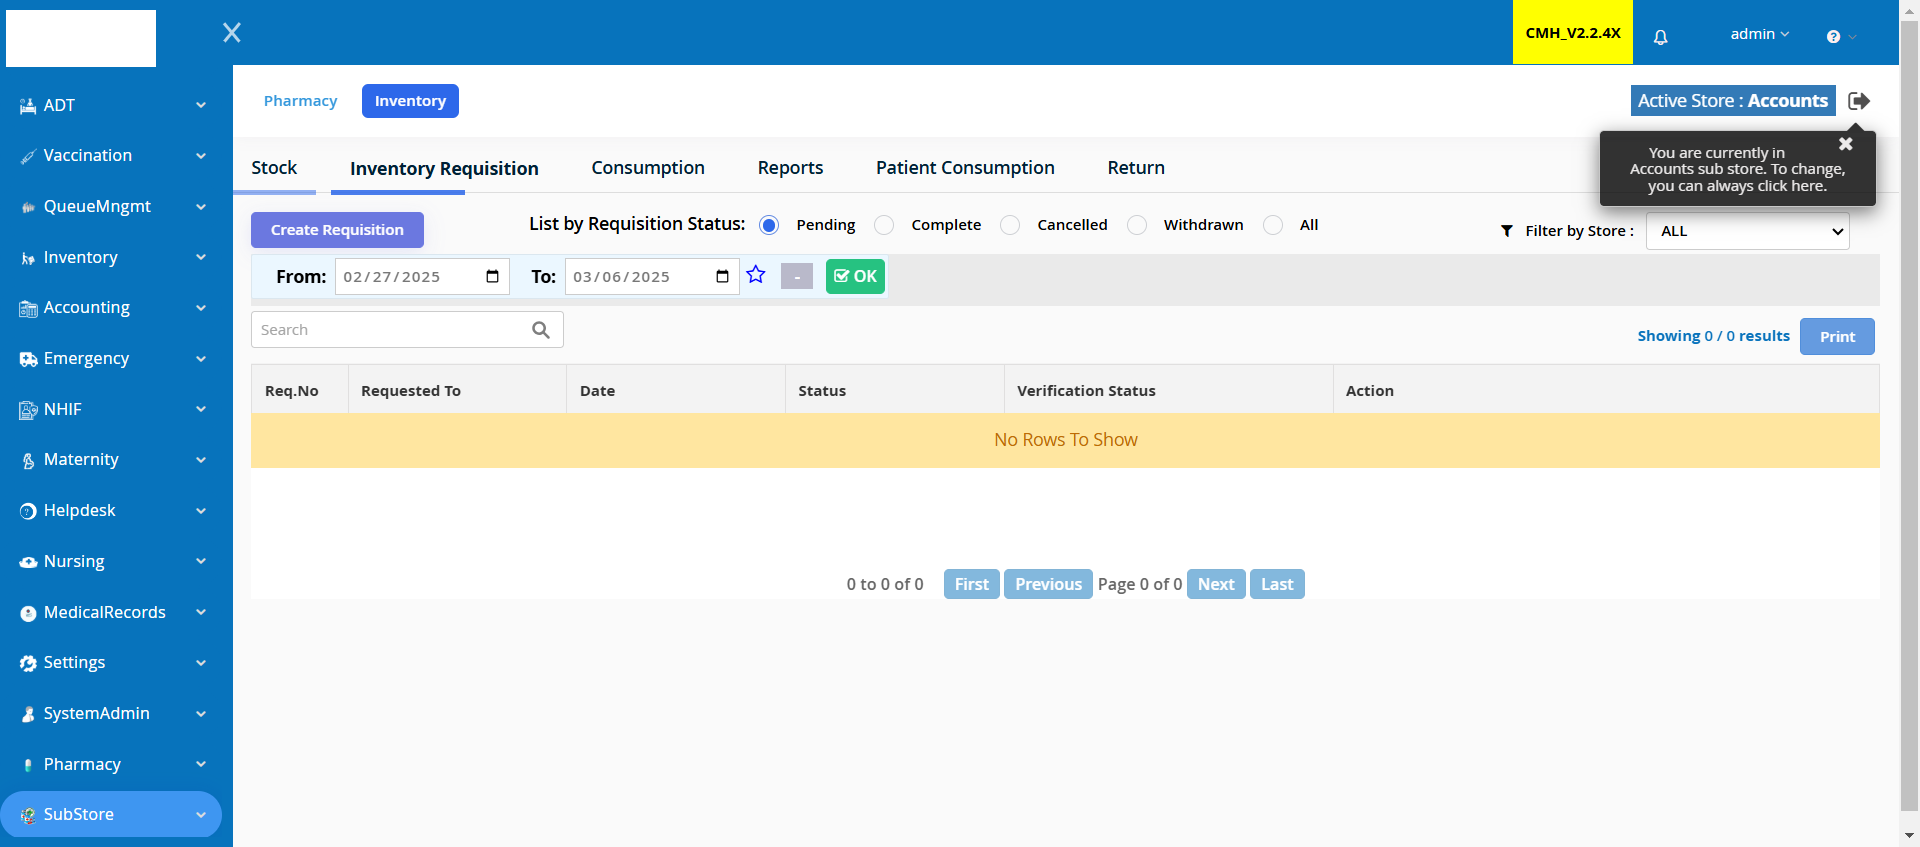 CMH_V2.2.4X
admin
ADT
Vaccination
QueueMngmt
Inventory
Accounting
Emergency
NHIF
Maternity
Helpdesk
Nursing
MedicalRecords
Settings
SystemAdmin
Pharmacy
SubStore
Pharmacy Inventory
Active Store : Accounts
You are currently in
Accounts sub store. To change,
you can always click here.
Stock Inventory Requisition Consumption Reports Patient Consumption Return
Create Requisition
List by Requisition Status: Pending Complete Cancelled Withdrawn All
Filter by Store : ALL
From: 02/27/2025 To: 03/06/2025 - OK
Search
Showing 0 / 0 results Print
Req.No Requested To Date Status Verification Status Action
No Rows To Show
0 to 0 of 0 First Previous Page 0 of 0 Next Last